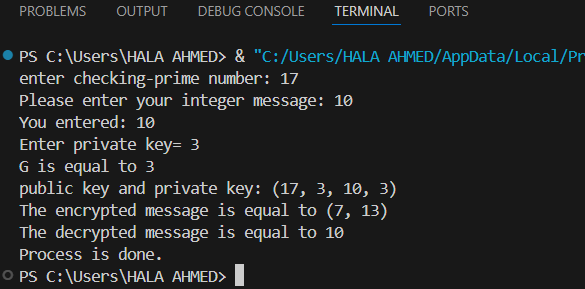 PROBLEMS OUTPUT DEBUG CONSOLE TERMINAL PORTS
PS C:\Users\HALA AHMED> & "C:/Users/HALA AHMED/AppData/Local/Pr
enter checking-prime number: 17
Please enter your integer message: 10
You entered: 10
Enter private key= 3
G is equal to 3
public key and private key: (17, 3, 10, 3)
The encrypted message is equal to (7, 13)
The decrypted message is equal to 10
Process is done.
PS C:\Users\HALA AHMED>